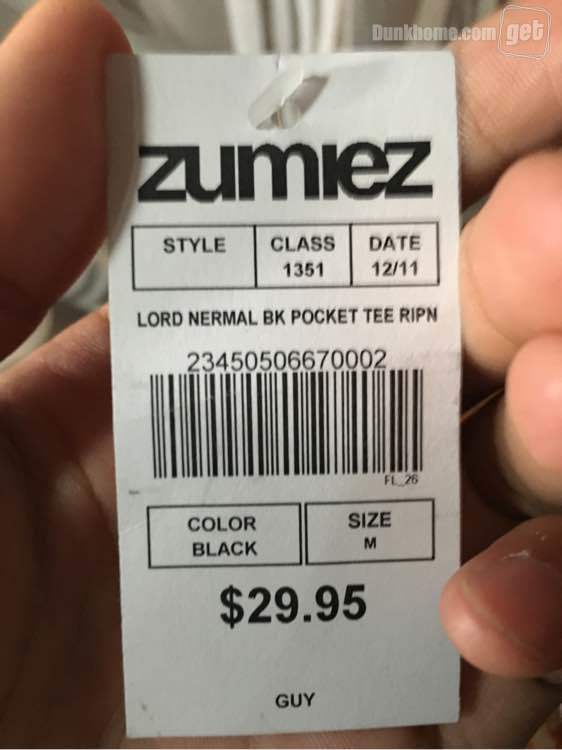 Dunkhome.com get
zumiez
STYLE CLASS DATE
1351 12/11
LORD NERMAL BK POCKET TEE RIPN
23450506670002
FL_26
COLOR SIZE
BLACK M
$29.95
GUY